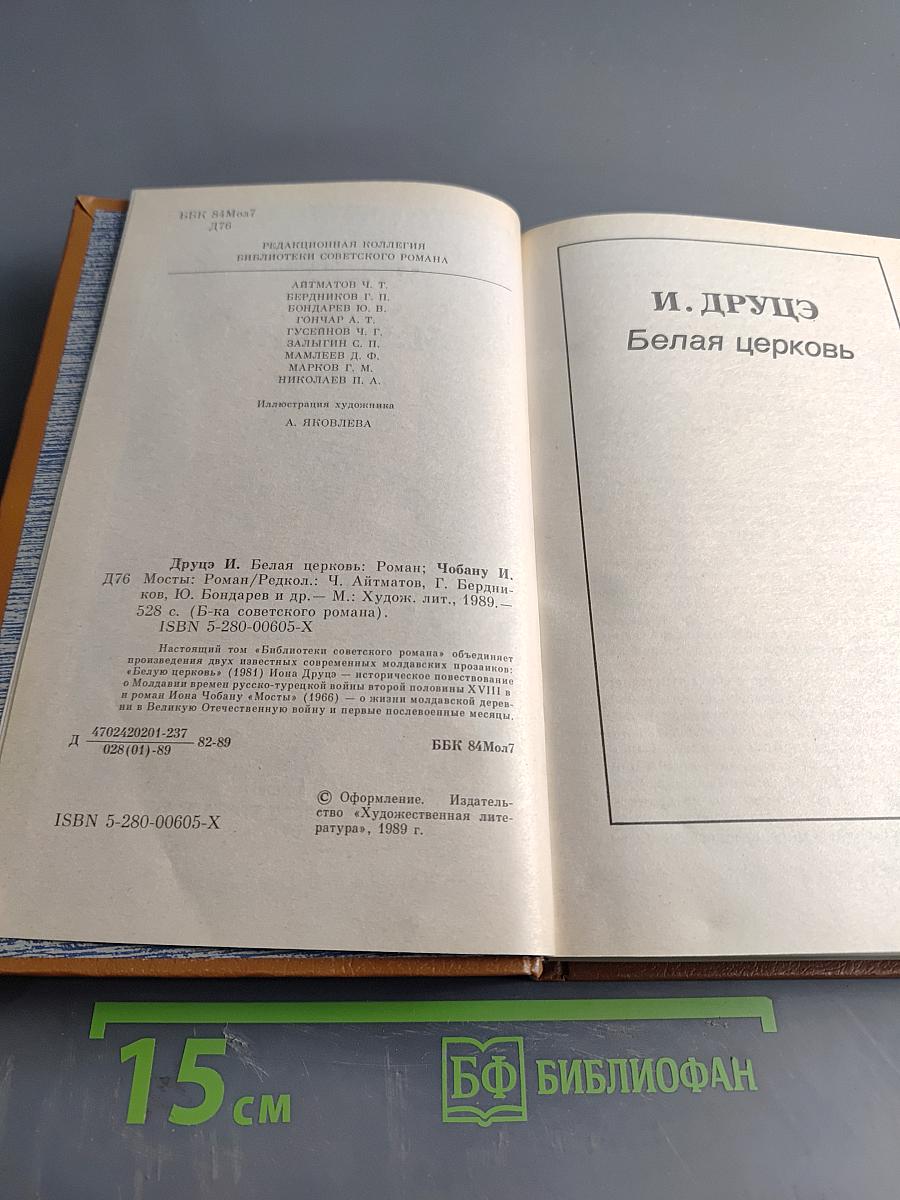 ББК 84Мол7
Д76
РЕДАКЦИОННАЯ КОЛЛЕГИЯ
БИБЛИОТЕКИ СОВЕТСКОГО РОМАНА
АЙТМАТОВ Ч. Т.
БЕРДНИКОВ Г. П.
БОНДАРЕВ Ю. В.
ГОНЧАР А. Т.
ГУСЕЙНОВ Ч. Г.
ЗАЛЫГИН С. П.
МАМЛЕЕВ Д. Ф.
МАРКОВ Г. М.
НИКОЛАЕВ П. А.
Иллюстрация художника
А. ЯКОВЛЕВА
Друцэ И. Белая церковь: Роман; Чобану И.
Д76 Мосты: Роман/Редкол.: Ч. Айтматов, Г. Бердни-
ков, Ю. Бондарев и др.— М.: Худож. лит., 1989.—
528 с. (Б-ка советского романа).
ISBN 5-280-00605-X
Настоящий том «Библиотеки советского романа» объединяет
произведения двух известных современных молдавских прозаиков:
«Белую церковь» (1981) Иона Друцэ — историческое повествование
о Молдавии времен русско-турецкой войны второй половины XVIII в
и роман Иона Чобану «Мосты» (1966) — о жизни молдавской дерев-
ни в Великую Отечественную войну и первые послевоенные месяцы.
Д 4702420201-237 82-89
028(01)-89
ББК 84Мол7
ISBN 5-280-00605-X
© Оформление. Издатель-
ство «Художественная лите-
ратура», 1989 г.
И. ДРУЦЭ
Белая церковь
15 см
БФ БИБЛИОФАН